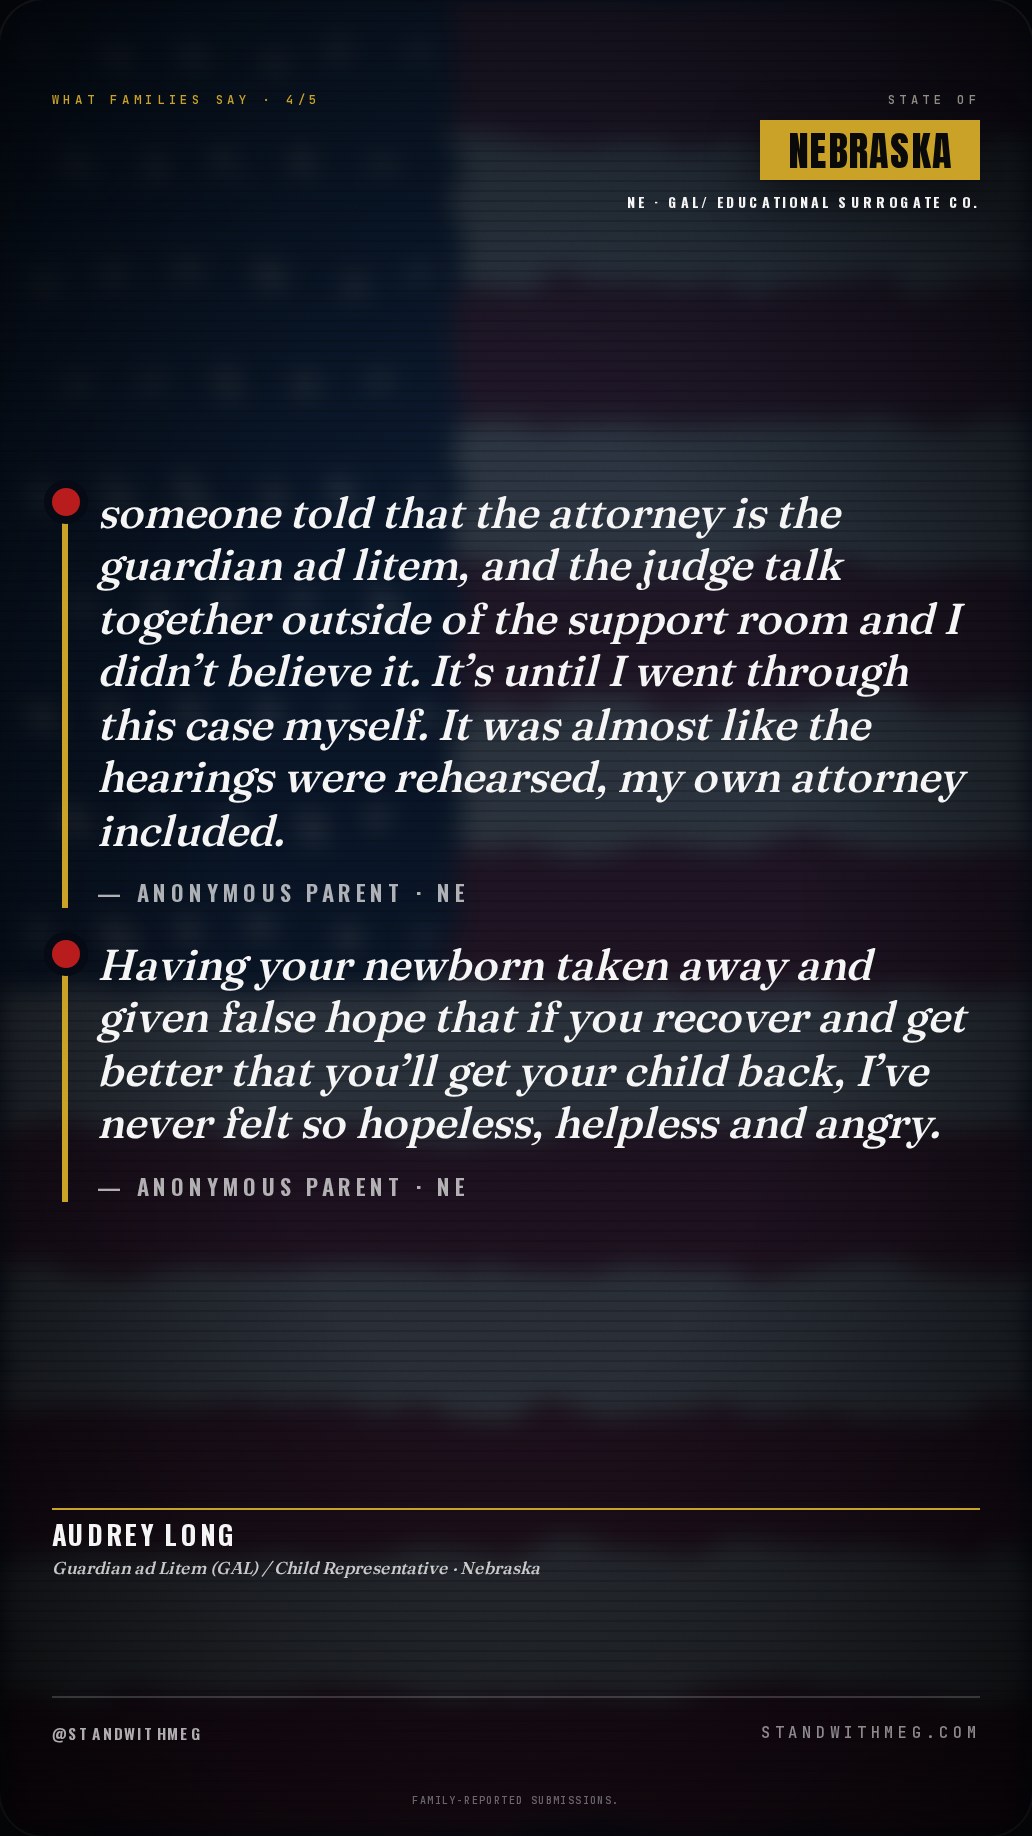 WHAT FAMILIES SAY · 4/5
STATE OF
NEBRASKA
NE · GAL/ EDUCATIONAL SURROGATE CO.
someone told that the attorney is the
guardian ad litem, and the judge talk
together outside of the support room and I
didn’t believe it. It’s until I went through
this case myself. It was almost like the
hearings were rehearsed, my own attorney
included.
— ANONYMOUS PARENT · NE
Having your newborn taken away and
given false hope that if you recover and get
better that you’ll get your child back, I’ve
never felt so hopeless, helpless and angry.
— ANONYMOUS PARENT · NE
AUDREY LONG
Guardian ad Litem (GAL) / Child Representative · Nebraska
@STANDWITHMEG
STANDWITHMEG.COM
FAMILY-REPORTED SUBMISSIONS.